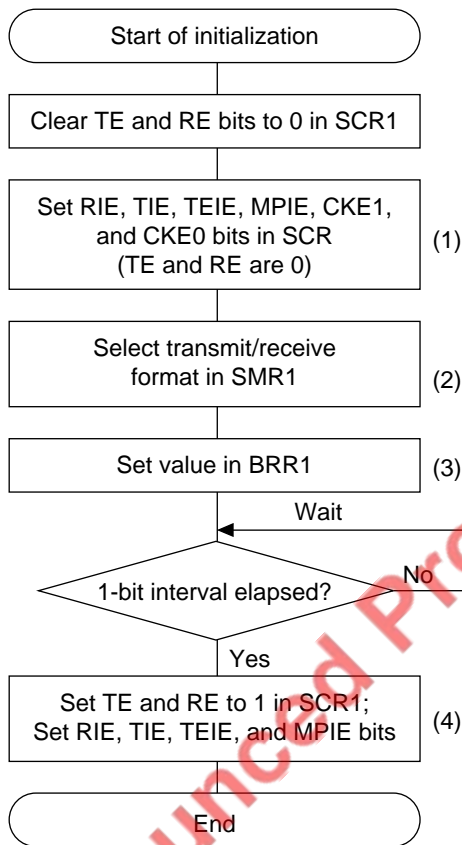 Start of initialization
Clear TE and RE bits to 0 in SCR1
Set RIE, TIE, TEIE, MPIE, CKE1,
and CKE0 bits in SCR
(TE and RE are 0)
(1)
Select transmit/receive
format in SMR1
(2)
Set value in BRR1
(3)
Wait
1-bit interval elapsed?
No
Yes
Set TE and RE to 1 in SCR1;
Set RIE, TIE, TEIE, and MPIE bits
(4)
End